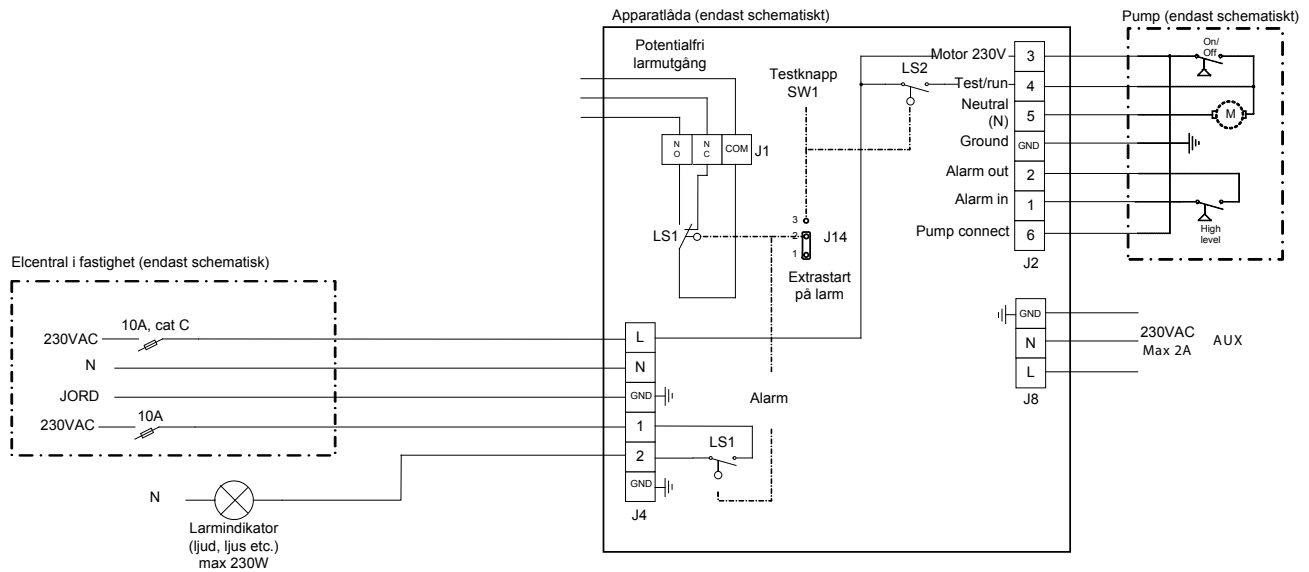 Apparatlåda (endast schematiskt)
Pump (endast schematiskt)
Potentialfri
larmutgång
Testknapp
SW1
LS2
Motor 230V
3
On/
Off
Test/run
4
Neutral
(N)
5
M
Ground
GND
Alarm out
2
Alarm in
1
High
level
Pump connect
6
J2
N
O
N
C
COM
J1
LS1
3
2
1
J14
Extrastart
på larm
Elcentral i fastighet (endast schematisk)
230VAC
10A, cat C
L
N
N
JORD
GND
230VAC
10A
1
2
GND
J4
LS1
Alarm
GND
N
L
J8
230VAC
Max 2A
AUX
N
Larmindikator
(ljud, ljus etc.)
max 230W